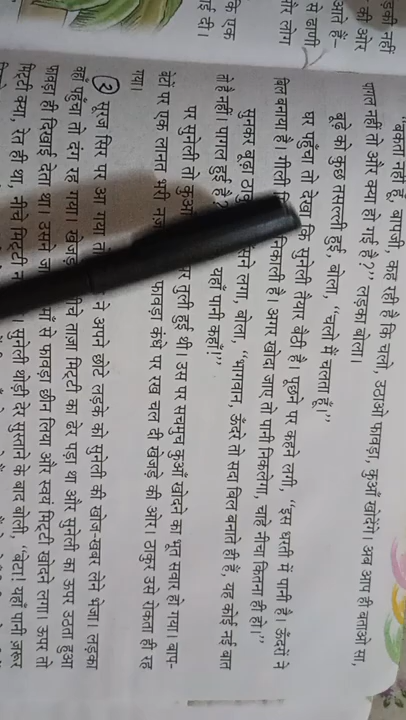 "बकता नहीं हूँ, बापजी, कह रही है कि चलो, उठाओ फावड़ा, कुआँ खोदेंगे। अब आप ही बताओ सा,
पागल नहीं तो और क्या हो गई है?" लड़का बोला।
बूढ़े को कुछ तसल्ली हुई, बोला, "चलो मैं चलता हूँ।"
घर पहुँचा तो देखा कि सुनेली तैयार बैठी है। पूछने पर कहने लगी, "इस धरती में पानी है। ऊँदरों ने
बिल बनाया है। गीली निकाली है। अगर खोदा जाए तो पानी निकलेगा, चाहे नीचा कितना ही हो।"
सुनकर बूढ़ा लगा, बोला, "भागवान, ऊँदरे तो सदा बिल बनाते ही हैं, यह कोई नई बात
तो है नहीं। पागल हुई है? यहाँ पानी कहाँ!"
पर सुनेली तो कुआँ तुली हुई थी। उस पर सचमुच कुआँ खोदने का भूत सवार हो गया। बाप-
बेटों पर एक लानत भरी फावड़ा कंधे पर रख चल दी खेजड़े की ओर। ठाकुर उसे रोकता ही रह
गया।
2 सूरज सिर पर आ गया ने अपने छोटे लड़के को सुनेली की खोज-खबर लेने भेजा। लड़का
वहाँ पहुँचा तो दंग रह गया। ताज़ा मिट्टी का ढेर पड़ा था और सुनेली का ऊपर उठता हुआ
फावड़ा ही दिखाई देता था। उसने माँ से फावड़ा छीन लिया और स्वयं मिट्टी खोदने लगा। ऊपर तो
मिट्टी क्या, रेत ही थी, नीचे मिट्टी सुनेली थोड़ी देर सुस्ताने के बाद बोली, "बेटा! यहाँ पानी ज़रूर